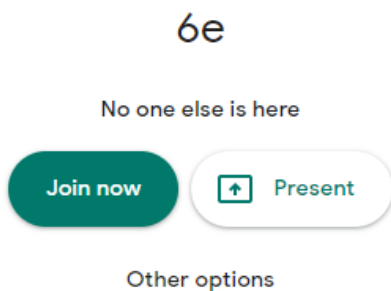 6e
No one else is here
Join now Present
Other options